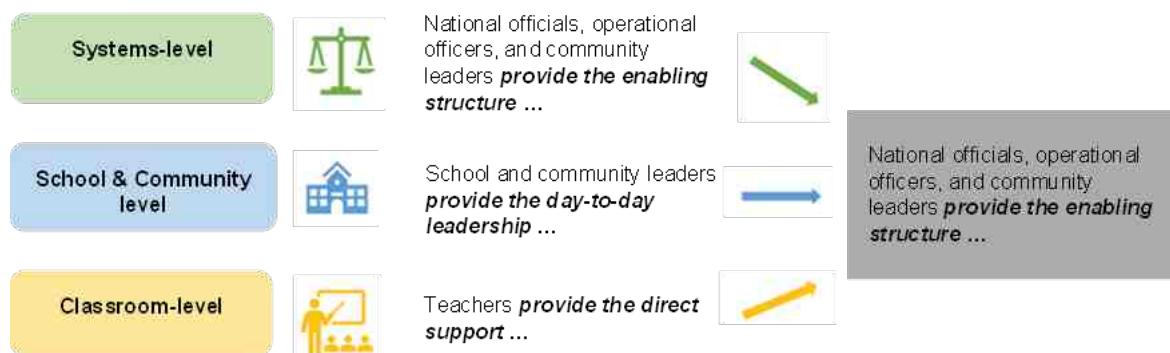 Systems-level
National officials, operational
officers, and community
leaders provide the enabling
structure ...
School & Community
level
School and community leaders
provide the day-to-day
leadership ...
Classroom-level
Teachers provide the direct
support ...
National officials, operational
officers, and community
leaders provide the enabling
structure ...